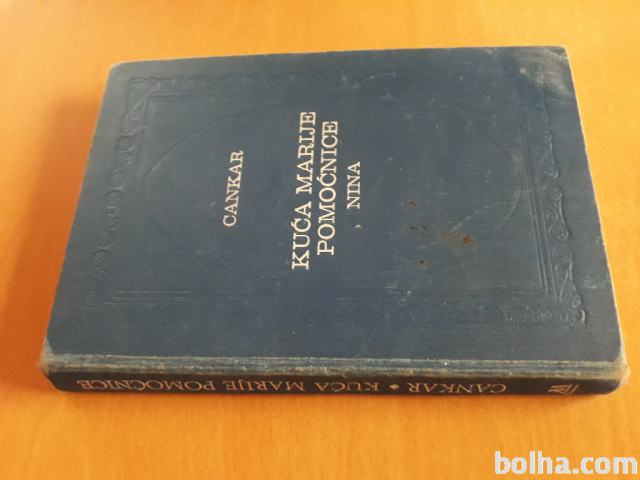 CANKAR
KUĆA MARIJE
POMOĆNICE
NINA
CANKAR • KUĆA MARIJE POMOĆNICE
bolha.com